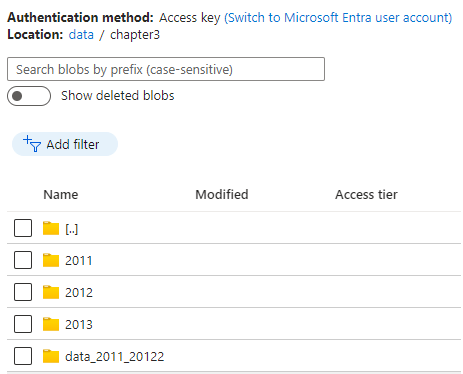 Authentication method: Access key (Switch to Microsoft Entra user account)
Location: data / chapter3
Search blobs by prefix (case-sensitive)
Show deleted blobs
Add filter
Name Modified Access tier
[..]
2011
2012
2013
data_2011_20122